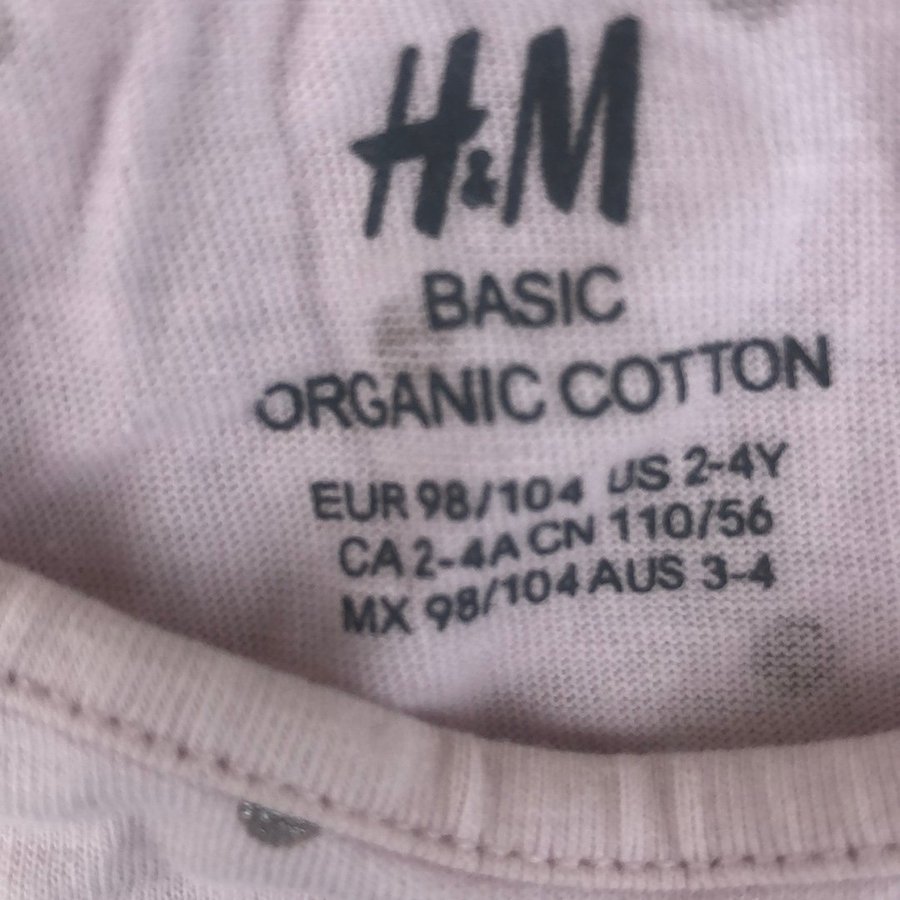 H&M
BASIC
ORGANIC COTTON
EUR 98/104 US 2-4Y
CA 2-4A CN 110/56
MX 98/104 AUS 3-4